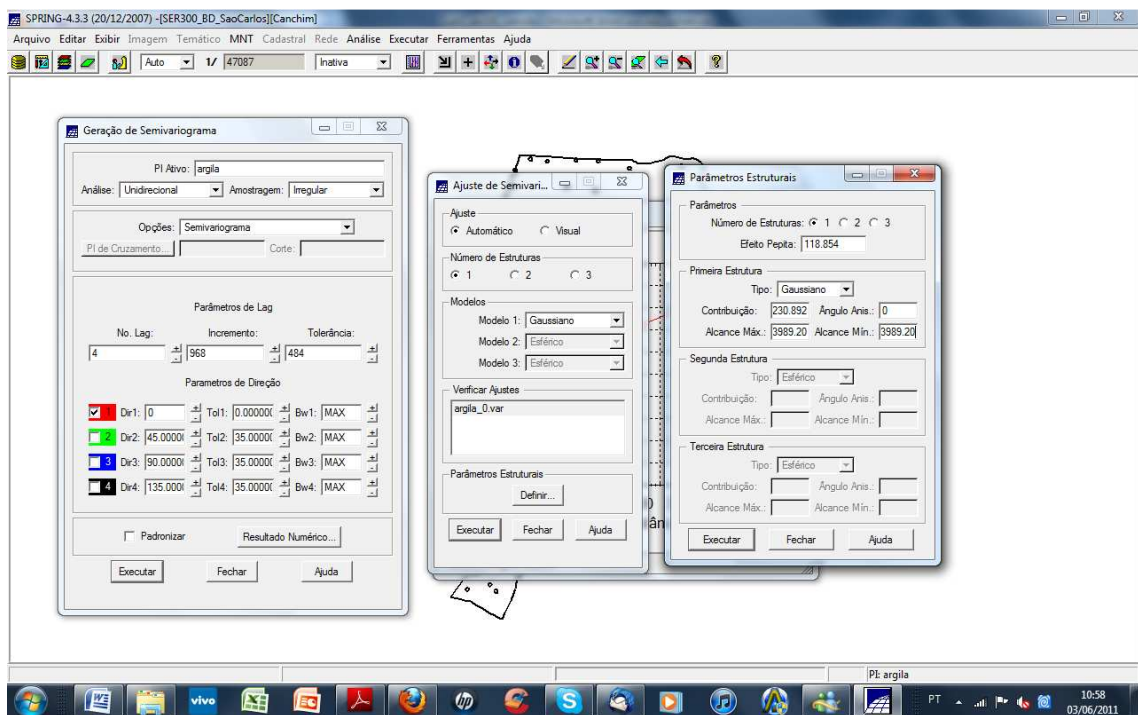 SPRING-4.3.3 (20/12/2007) -[SER300_BD_SaoCarlos][Canchim]
Arquivo Editar Exibir Imagem Temático MNT Cadastral Rede Análise Executar Ferramentas Ajuda
Auto 1/ 47087 Inativa
Geração de Semivariograma
PI Ativo: argila
Análise: Unidirecional Amostragem: Irregular
Opções: Semivariograma
PI de Cruzamento... Corte:
Parâmetros de Lag
No. Lag: Incremento: Tolerância:
4 968 484
Parametros de Direção
1 Dir1: 0 Tol1: 0.00000( Bw1: MAX
2 Dir2: 45.0000( Tol2: 35.0000( Bw2: MAX
3 Dir3: 90.0000( Tol3: 35.0000( Bw3: MAX
4 Dir4: 135.000( Tol4: 35.0000( Bw4: MAX
Padronizar Resultado Numérico...
Executar Fechar Ajuda
Ajuste de Semivari...
Ajuste
Automático Visual
Número de Estruturas
1 2 3
Modelos
Modelo 1: Gaussiano
Modelo 2: Esférico
Modelo 3: Esférico
Verificar Ajustes
argila_0.var
Parâmetros Estruturais
Definir...
Executar Fechar Ajuda
Parâmetros Estruturais
Parâmetros
Número de Estruturas: 1 2 3
Efeito Pepita: 118.854
Primeira Estrutura
Tipo: Gaussiano
Contribuição: 230.892 Ângulo Anis.: 0
Alcance Máx.: 3989.20 Alcance Mín.: 3989.20
Segunda Estrutura
Tipo: Esférico
Contribuição: Ângulo Anis.:
Alcance Máx.: Alcance Mín.:
Terceira Estrutura
Tipo: Esférico
Contribuição: Ângulo Anis.:
Alcance Máx.: Alcance Mín.:
Executar Fechar Ajuda
PI: argila
vivo
hp
PT
10:58
03/06/2011